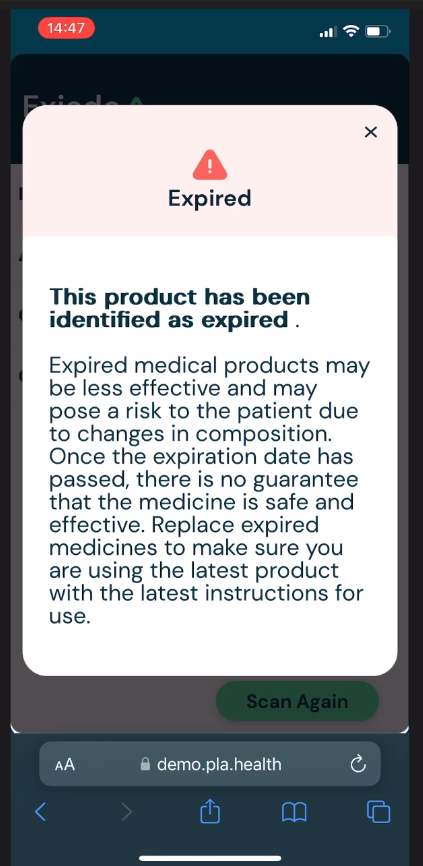 14:47
Expired
This product has been
identified as expired .
Expired medical products may
be less effective and may
pose a risk to the patient due
to changes in composition.
Once the expiration date has
passed, there is no guarantee
that the medicine is safe and
effective. Replace expired
medicines to make sure you
are using the latest product
with the latest instructions for
use.
Scan Again
AA
demo.pla.health